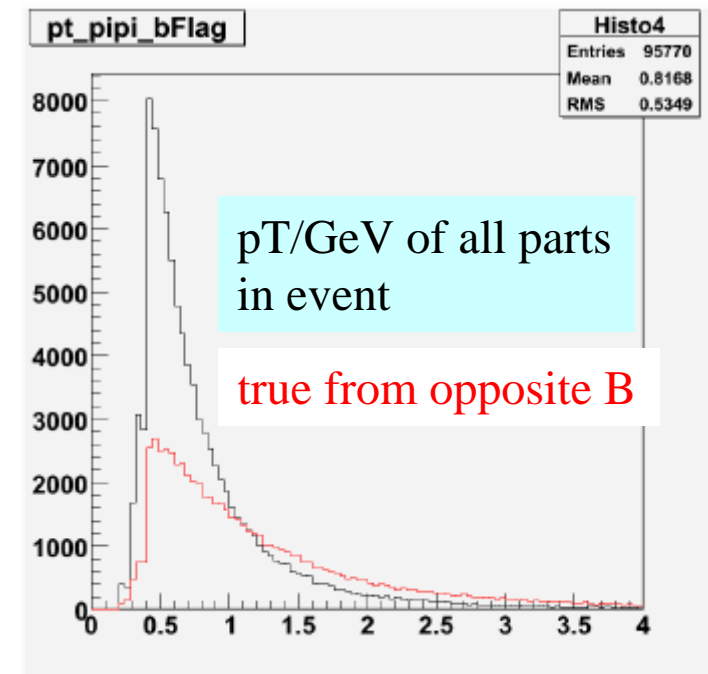 pt_pipi_bFlag
Histo4
Entries 95770
Mean 0.8168
RMS 0.5349
8000
7000
6000
5000
4000
3000
2000
1000
0
pT/GeV of all parts
in event
true from opposite B
0 0.5 1 1.5 2 2.5 3 3.5 4